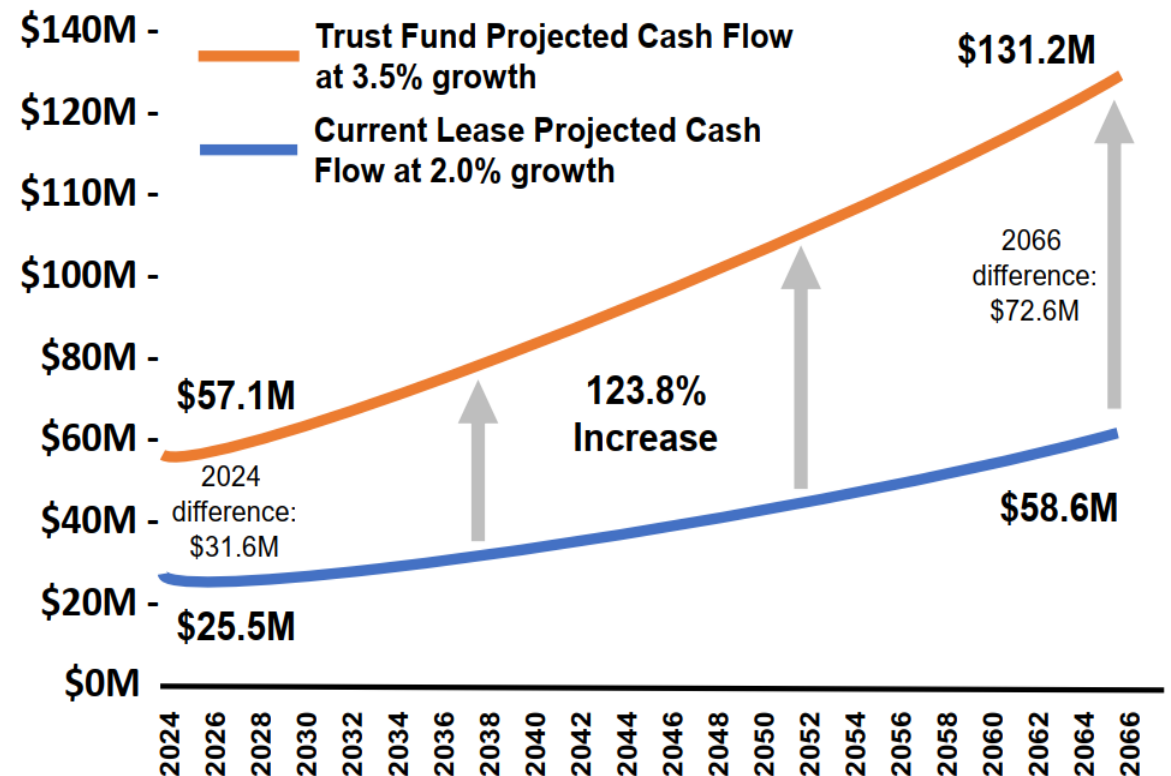 $140M -
$120M -
$110M -
$100M -
$80M -
$60M -
$40M -
$20M -
$0M
Trust Fund Projected Cash Flow
at 3.5% growth
Current Lease Projected Cash
Flow at 2.0% growth
$131.2M
2066
difference:
$72.6M
$57.1M
123.8%
Increase
2024
difference:
$31.6M
$58.6M
$25.5M
2024 2026 2028 2030 2032 2034 2036 2038 2040 2042 2044 2046 2048 2050 2052 2054 2056 2058 2060 2062 2064 2066